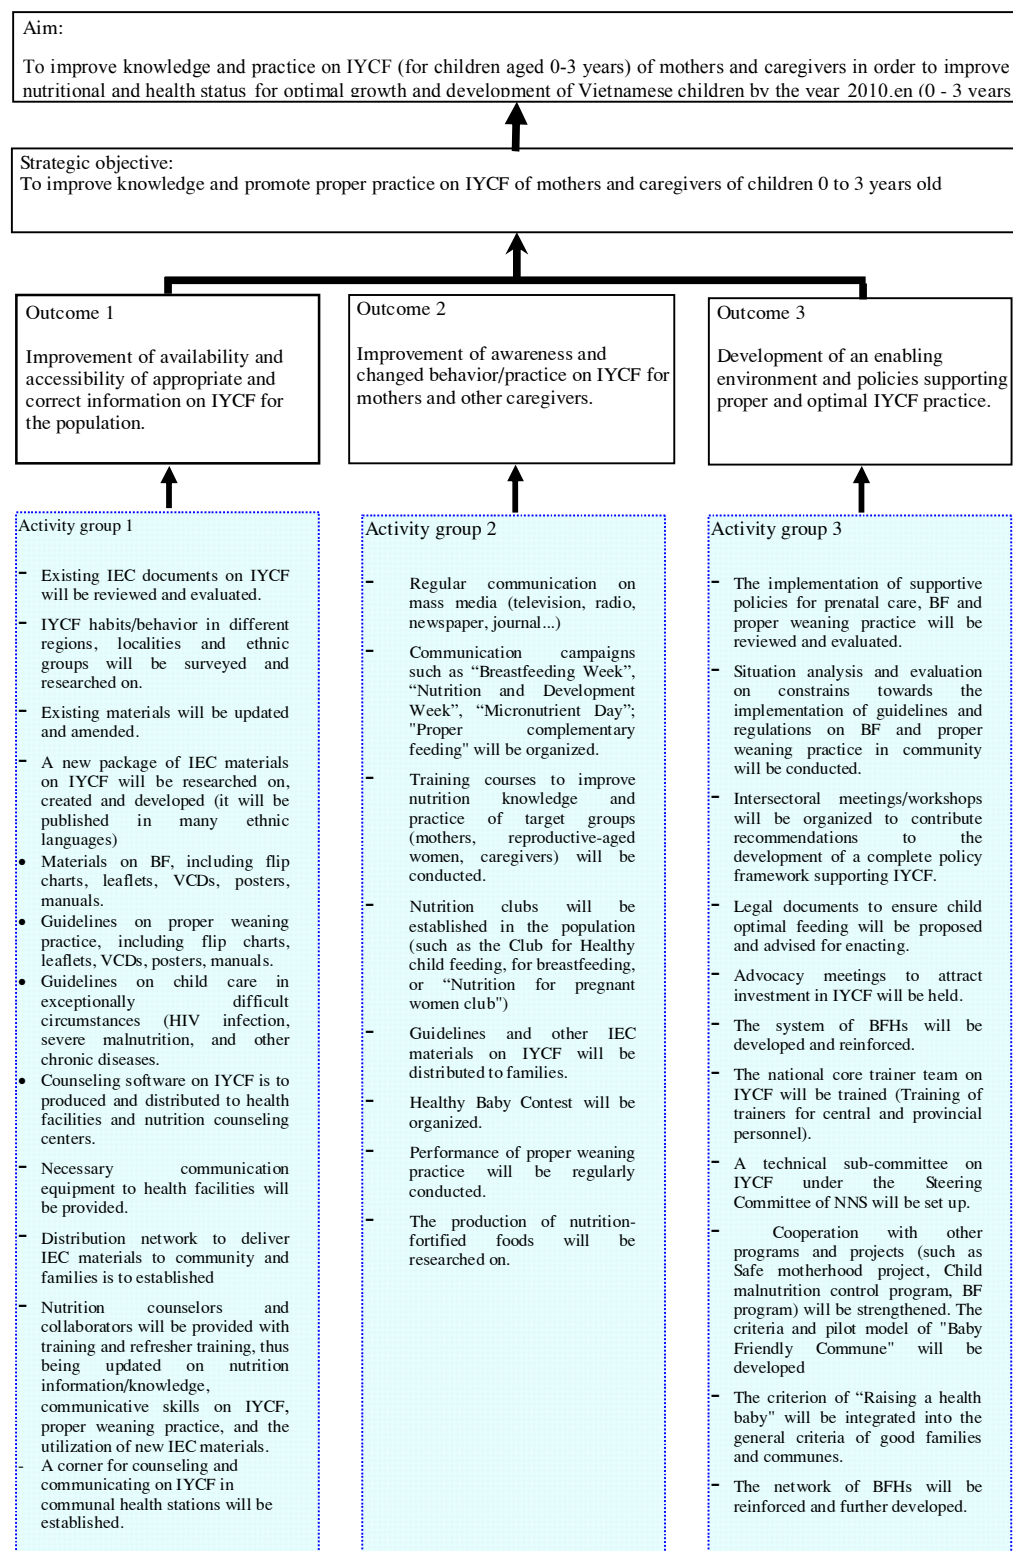 Aim:
To improve knowledge and practice on IYCF (for children aged 0-3 years) of mothers and caregivers in order to improve
nutritional and health status for optimal growth and development of Vietnamese children by the year 2010.en (0 - 3 years
Strategic objective:
To improve knowledge and promote proper practice on IYCF of mothers and caregivers of children 0 to 3 years old
Outcome 1
Improvement of availability and
accessibility of appropriate and
correct information on IYCF for
the population.
Outcome 2
Improvement of awareness and
changed behavior/practice on IYCF for
mothers and other caregivers.
Outcome 3
Development of an enabling
environment and policies supporting
proper and optimal IYCF practice.
Activity group 1
- Existing IEC documents on IYCF
will be reviewed and evaluated.
- IYCF habits/behavior in different
regions, localities and ethnic
groups will be surveyed and
researched on.
- Existing materials will be updated
and amended.
- A new package of IEC materials
on IYCF will be researched on,
created and developed (it will be
published in many ethnic
languages)
• Materials on BF, including flip
charts, leaflets, VCDs, posters,
manuals.
• Guidelines on proper weaning
practice, including flip charts,
leaflets, VCDs, posters, manuals.
• Guidelines on child care in
exceptionally difficult
circumstances (HIV infection,
severe malnutrition, and other
chronic diseases.
• Counseling software on IYCF is to
produced and distributed to health
facilities and nutrition counseling
centers.
- Necessary communication
equipment to health facilities will
be provided.
- Distribution network to deliver
IEC materials to community and
families is to established
- Nutrition counselors and
collaborators will be provided with
training and refresher training, thus
being updated on nutrition
information/knowledge,
communicative skills on IYCF,
proper weaning practice, and the
utilization of new IEC materials.
- A corner for counseling and
communicating on IYCF in
communal health stations will be
established.
Activity group 2
- Regular communication on
mass media (television, radio,
newspaper, journal...)
- Communication campaigns
such as “Breastfeeding Week”,
“Nutrition and Development
Week”, “Micronutrient Day”;
"Proper complementary
feeding" will be organized.
- Training courses to improve
nutrition knowledge and
practice of target groups
(mothers, reproductive-aged
women, caregivers) will be
conducted.
- Nutrition clubs will be
established in the population
(such as the Club for Healthy
child feeding, for breastfeeding,
or “Nutrition for pregnant
women club")
- Guidelines and other IEC
materials on IYCF will be
distributed to families.
- Healthy Baby Contest will be
organized.
- Performance of proper weaning
practice will be regularly
conducted.
- The production of nutrition-
fortified foods will be
researched on.
Activity group 3
- The implementation of supportive
policies for prenatal care, BF and
proper weaning practice will be
reviewed and evaluated.
- Situation analysis and evaluation
on constrains towards the
implementation of guidelines and
regulations on BF and proper
weaning practice in community
will be conducted.
- Intersectoral meetings/workshops
will be organized to contribute
recommendations to the
development of a complete policy
framework supporting IYCF.
- Legal documents to ensure child
optimal feeding will be proposed
and advised for enacting.
- Advocacy meetings to attract
investment in IYCF will be held.
- The system of BFHs will be
developed and reinforced.
- The national core trainer team on
IYCF will be trained (Training of
trainers for central and provincial
personnel).
- A technical sub-committee on
IYCF under the Steering
Committee of NNS will be set up.
- Cooperation with other
programs and projects (such as
Safe motherhood project, Child
malnutrition control program, BF
program) will be strengthened. The
criteria and pilot model of "Baby
Friendly Commune" will be
developed
- The criterion of “Raising a health
baby" will be integrated into the
general criteria of good families
and communes.
- The network of BFHs will be
reinforced and further developed.